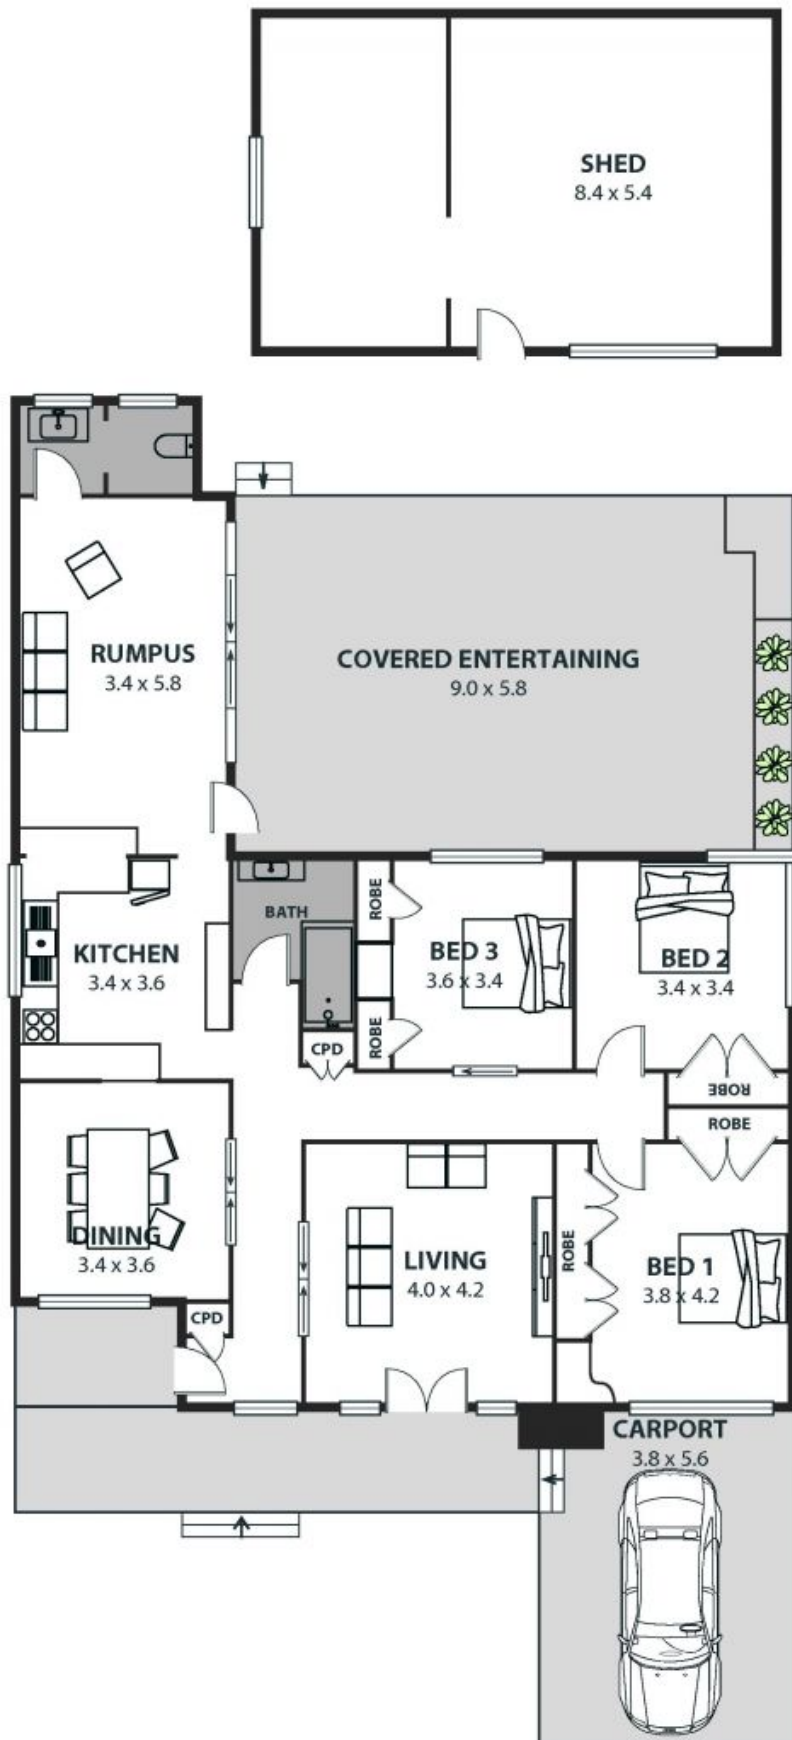 SHED
8.4 x 5.4
RUMPUS
3.4 x 5.8
COVERED ENTERTAINING
9.0 x 5.8
KITCHEN
3.4 x 3.6
BATH
ROBE
BED 3
3.6 x 3.4
BED 2
3.4 x 3.4
CPD
ROBE
ROBE
ROBE
DINING
3.4 x 3.6
LIVING
4.0 x 4.2
ROBE
BED 1
3.8 x 4.2
CPD
CARPORT
3.8 x 5.6